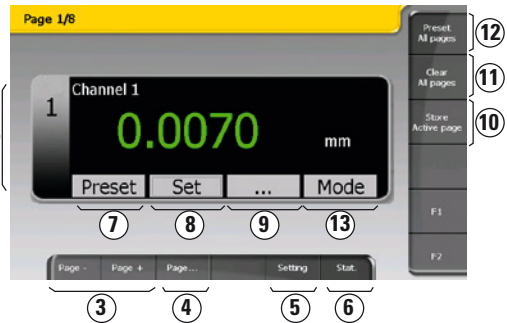 Page 1/8
Preset
All pages
12
Clear
All pages
11
Store
Active page
10
1
Channel 1
0.0070 mm
Preset Set ... Mode
7 8 9 13
F1
F2
Page - Page + Page... Setting Stat.
3 4 5 6